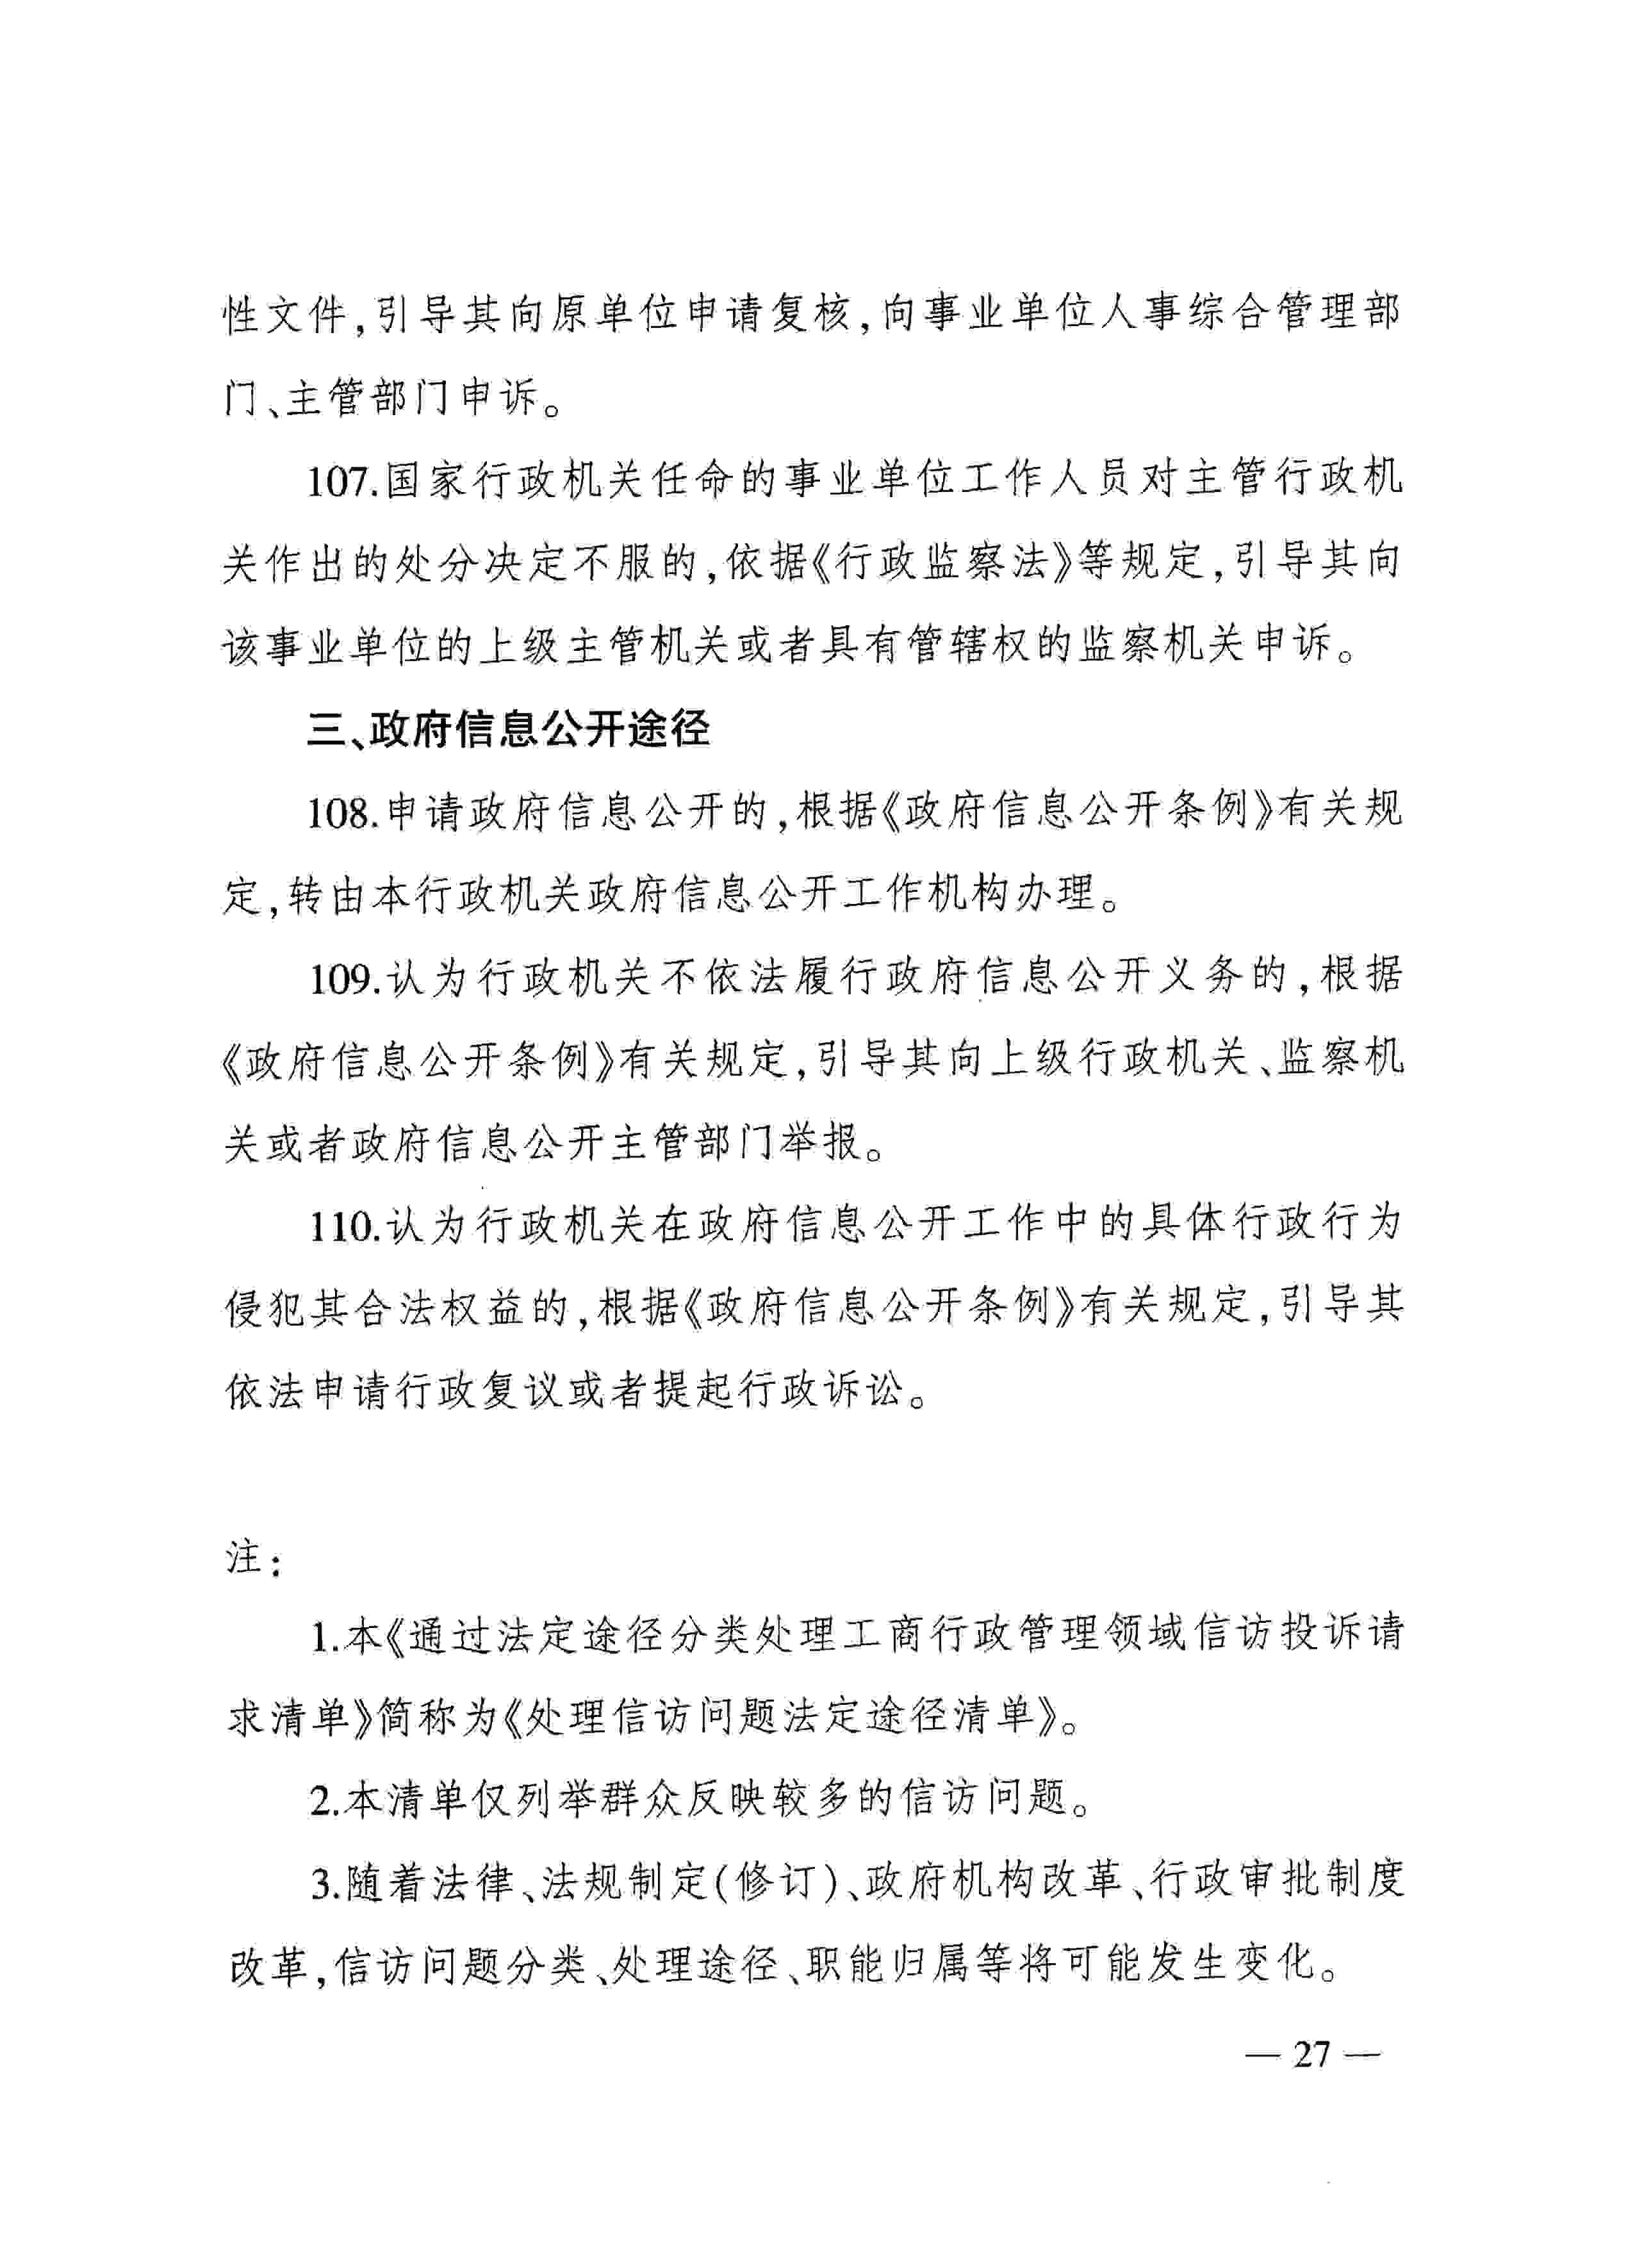 性文件,引导其向原单位申请复核,向事业单位人事综合管理部
门、主管部门申诉。
107.国家行政机关任命的事业单位工作人员对主管行政机
关作出的处分决定不服的,依据《行政监察法》等规定,引导其向
该事业单位的上级主管机关或者具有管辖权的监察机关申诉。
三、政府信息公开途径
108.申请政府信息公开的,根据《政府信息公开条例》有关规
定,转由本行政机关政府信息公开工作机构办理。
109.认为行政机关不依法履行政府信息公开义务的,根据
《政府信息公开条例》有关规定,引导其向上级行政机关、监察机
关或者政府信息公开主管部门举报。
110.认为行政机关在政府信息公开工作中的具体行政行为
侵犯其合法权益的,根据《政府信息公开条例》有关规定,引导其
依法申请行政复议或者提起行政诉讼。
注:
1.本《通过法定途径分类处理工商行政管理领域信访投诉请
求清单》简称为《处理信访问题法定途径清单》。
2.本清单仅列举群众反映较多的信访问题。
3.随着法律、法规制定(修订)、政府机构改革、行政审批制度
改革,信访问题分类、处理途径、职能归属等将可能发生变化。
— 27 —